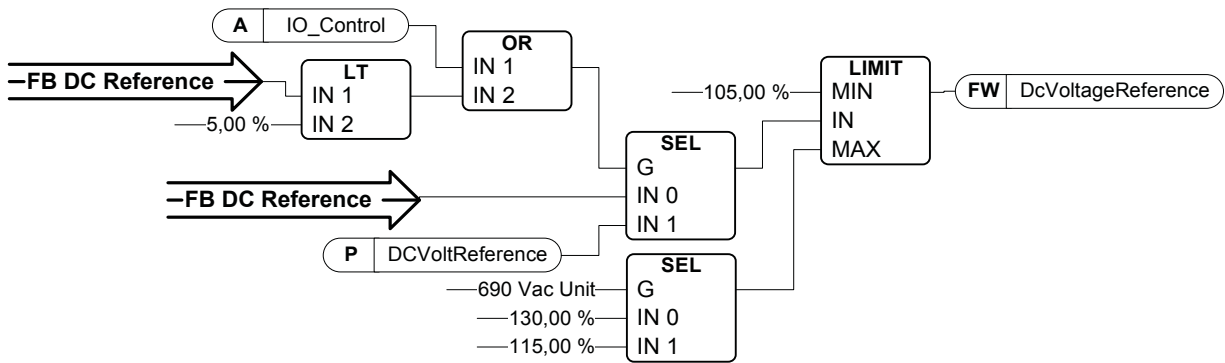 A IO_Control
FB DC Reference
LT
IN 1
5,00 % IN 2
OR
IN 1
IN 2
FB DC Reference
P DCVoltReference
SEL
G
IN 0
IN 1
690 Vac Unit
130,00 %
115,00 %
SEL
G
IN 0
IN 1
105,00 %
LIMIT
MIN
IN
MAX
FW DcVoltageReference